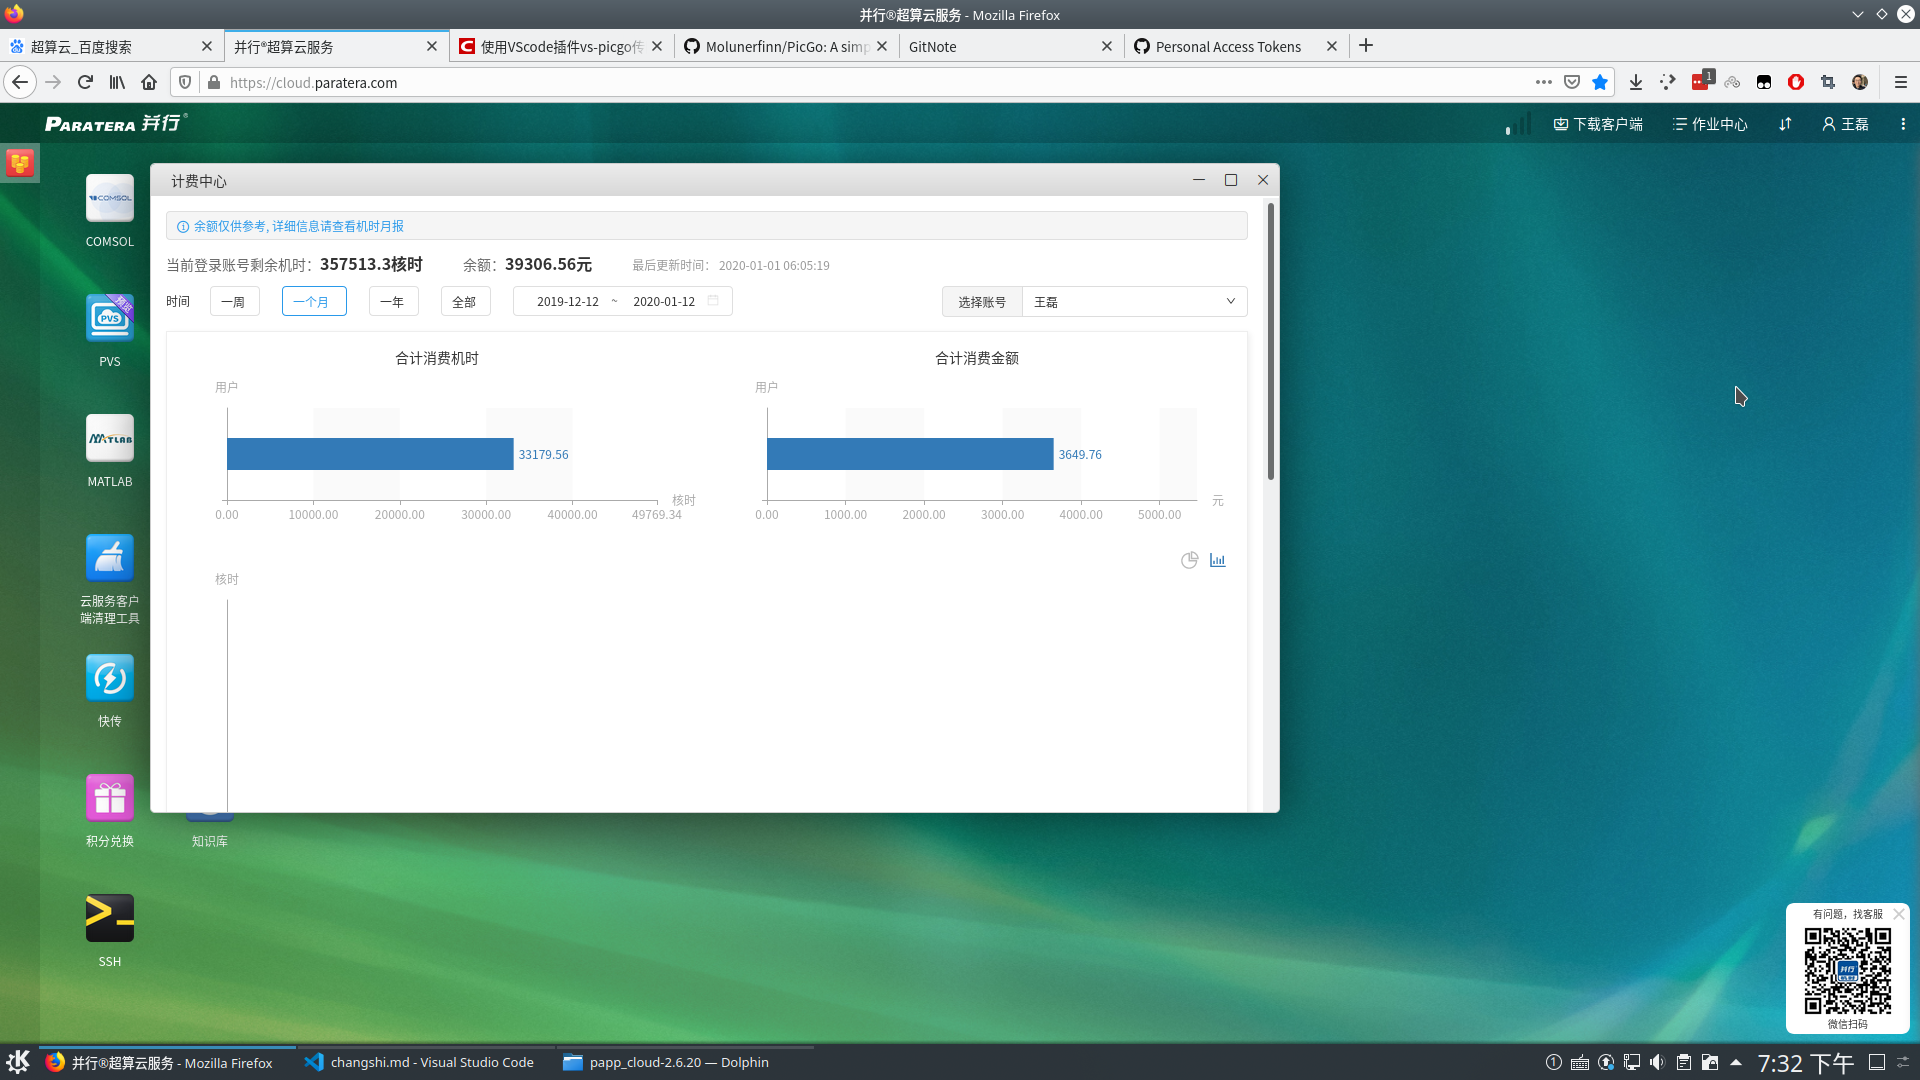 并行®超算云服务 - Mozilla Firefox
超算云_百度搜索
并行®超算云服务
使用VScode插件vs-picgo传
Molunerfinn/PicGo: A simp
GitNote
Personal Access Tokens
https://cloud.paratera.com
1
PARATERA 并行®
下载客户端
作业中心
王磊
计费中心
余额仅供参考, 详细信息请查看机时月报
当前登录账号剩余机时：357513.3核时
余额：39306.56元
最后更新时间： 2020-01-01 06:05:19
时间
一周
一个月
一年
全部
2019-12-12 ~ 2020-01-12
选择账号
王磊
合计消费机时
用户
33179.56
核时
0.00 10000.00 20000.00 30000.00 40000.00 49769.34
合计消费金额
用户
3649.76
元
0.00 1000.00 2000.00 3000.00 4000.00 5000.00
核时
COMSOL
COMSOL
预览
PVS
PVS
MATLAB
MATLAB
云服务客户
端清理工具
快传
积分兑换
知识库
SSH
有问题，找客服
并行
微信扫码
并行®超算云服务 - Mozilla Firefox
changshi.md - Visual Studio Code
papp_cloud-2.6.20 — Dolphin
1
7:32 下午